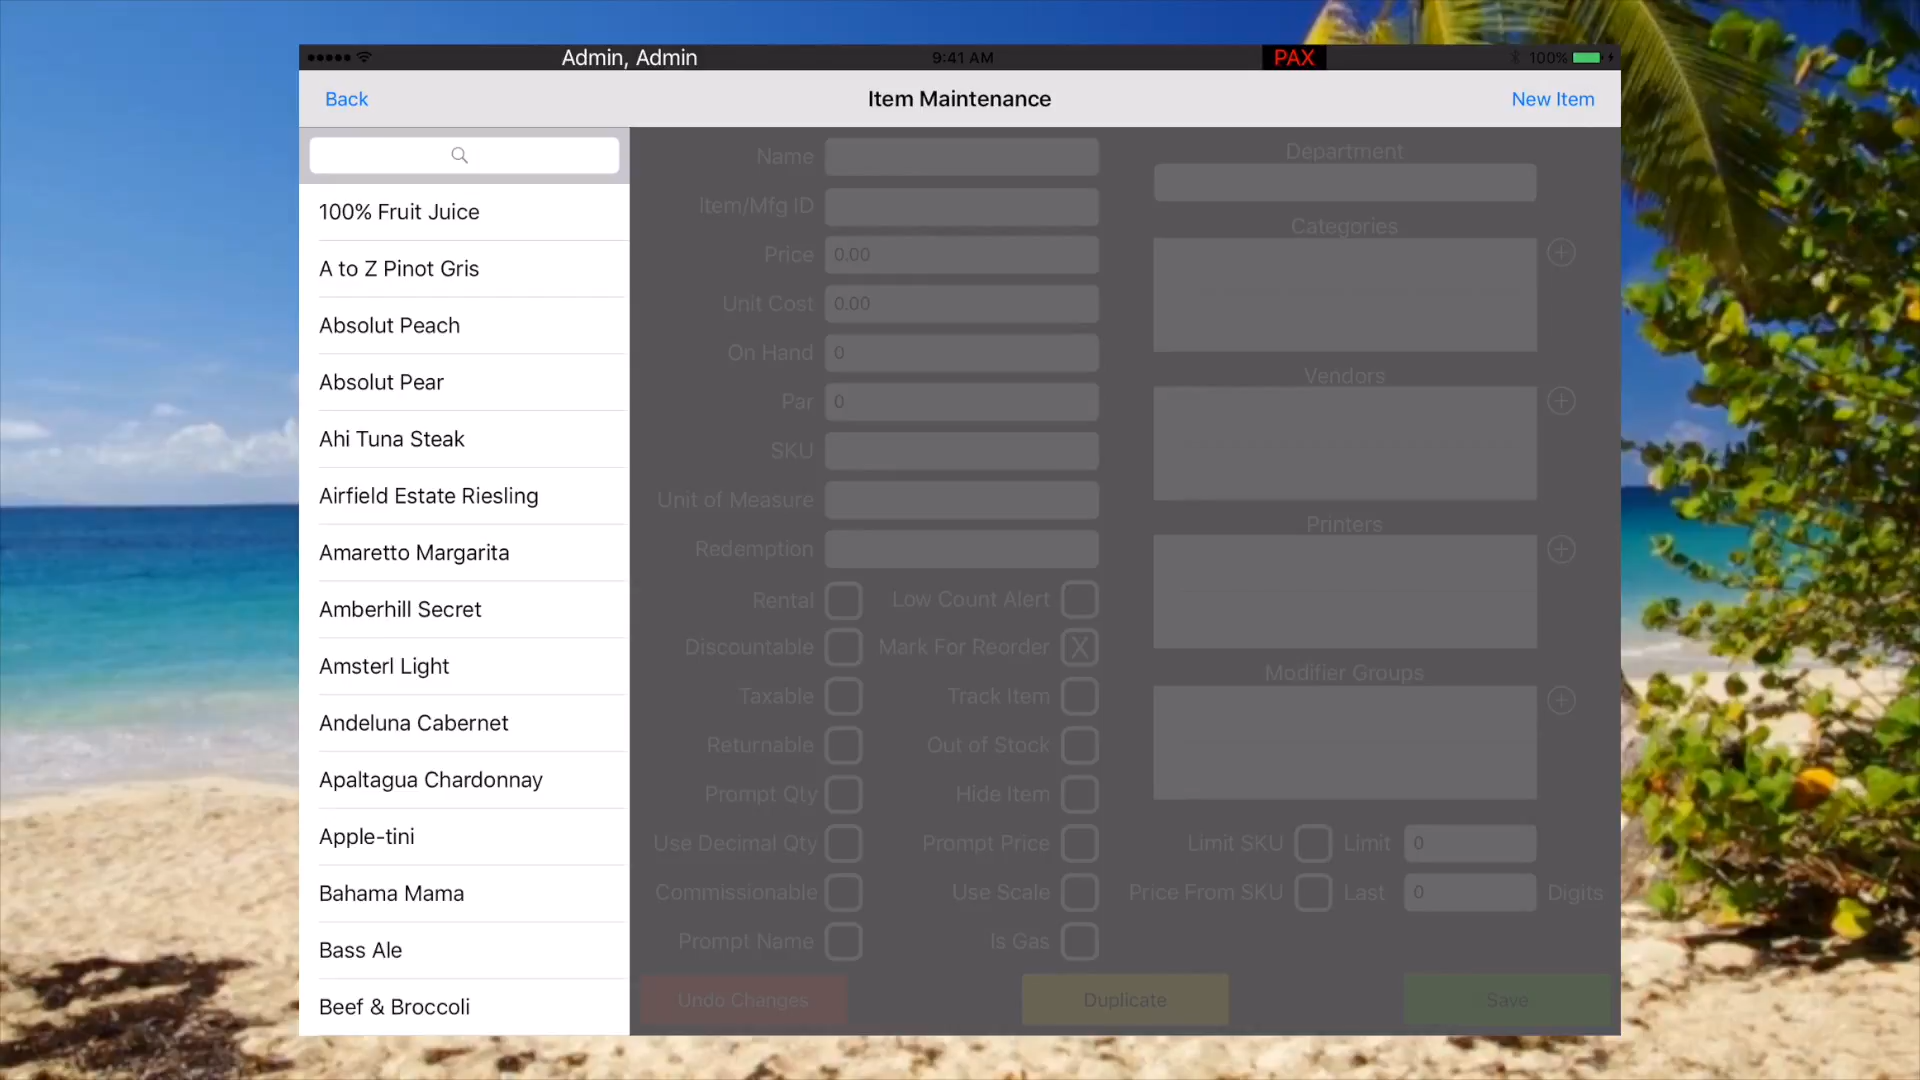 Admin, Admin
9:41 AM
PAX
100%
Back
Item Maintenance
New Item
100% Fruit Juice
A to Z Pinot Gris
Absolut Peach
Absolut Pear
Ahi Tuna Steak
Airfield Estate Riesling
Amaretto Margarita
Amberhill Secret
Amsterl Light
Andeluna Cabernet
Apaltagua Chardonnay
Apple-tini
Bahama Mama
Bass Ale
Beef & Broccoli
Name
Item/Mfg ID
Price 0.00
Unit Cost 0.00
On Hand 0
Par 0
SKU
Unit of Measure
Redemption
Rental Low Count Alert
Discountable Mark For Reorder X
Taxable Track Item
Returnable Out of Stock
Prompt Qty Hide Item
Use Decimal Qty Prompt Price
Commissionable Use Scale
Prompt Name Is Gas
Department
Categories
Vendors
Printers
Modifier Groups
Limit SKU Limit 0
Price From SKU Last 0 Digits
Undo Changes
Duplicate
Save